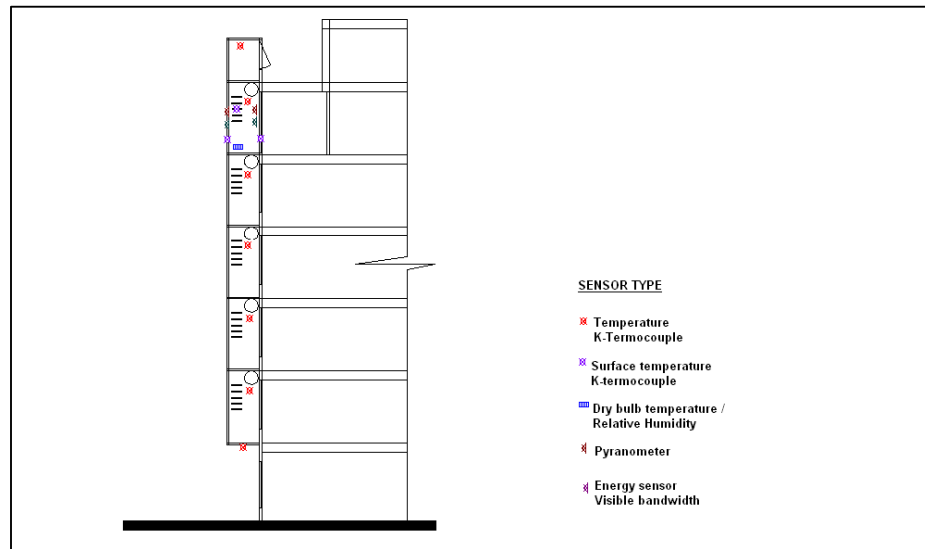 SENSOR TYPE
Temperature
K-Termocouple
Surface temperature
K-termocouple
Dry bulb temperature /
Relative Humidity
Pyranometer
Energy sensor
Visible bandwidth